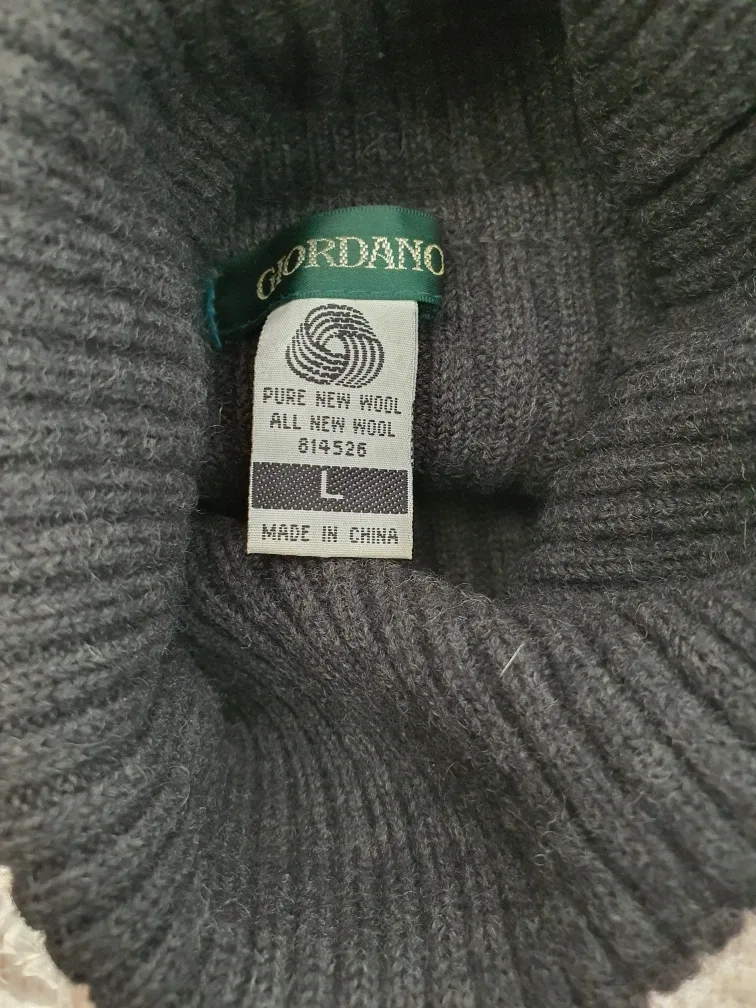 GIORDANO
PURE NEW WOOL
ALL NEW WOOL
814526
L
MADE IN CHINA